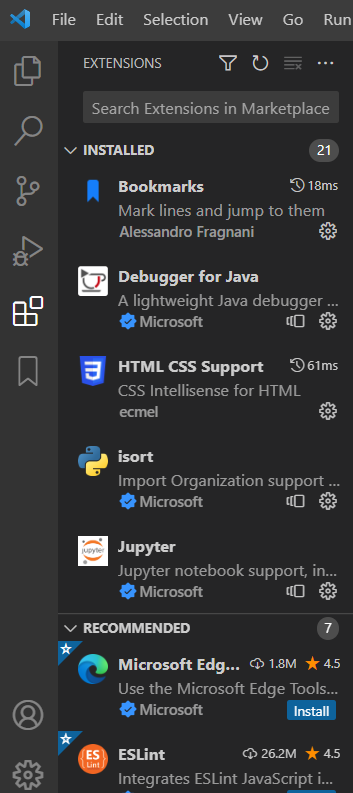 File Edit Selection View Go Run
EXTENSIONS
Search Extensions in Marketplace
INSTALLED 21
Bookmarks 18ms
Mark lines and jump to them
Alessandro Fragnani
Debugger for Java
A lightweight Java debugger ...
Microsoft
HTML CSS Support 61ms
CSS Intellisense for HTML
ecmel
isort
Import Organization support ...
Microsoft
Jupyter
Jupyter notebook support, in...
Microsoft
RECOMMENDED 7
Microsoft Edg... 1.8M 4.5
Use the Microsoft Edge Tools...
Microsoft Install
ESLint 26.2M 4.5
Integrates ESLint JavaScript i...